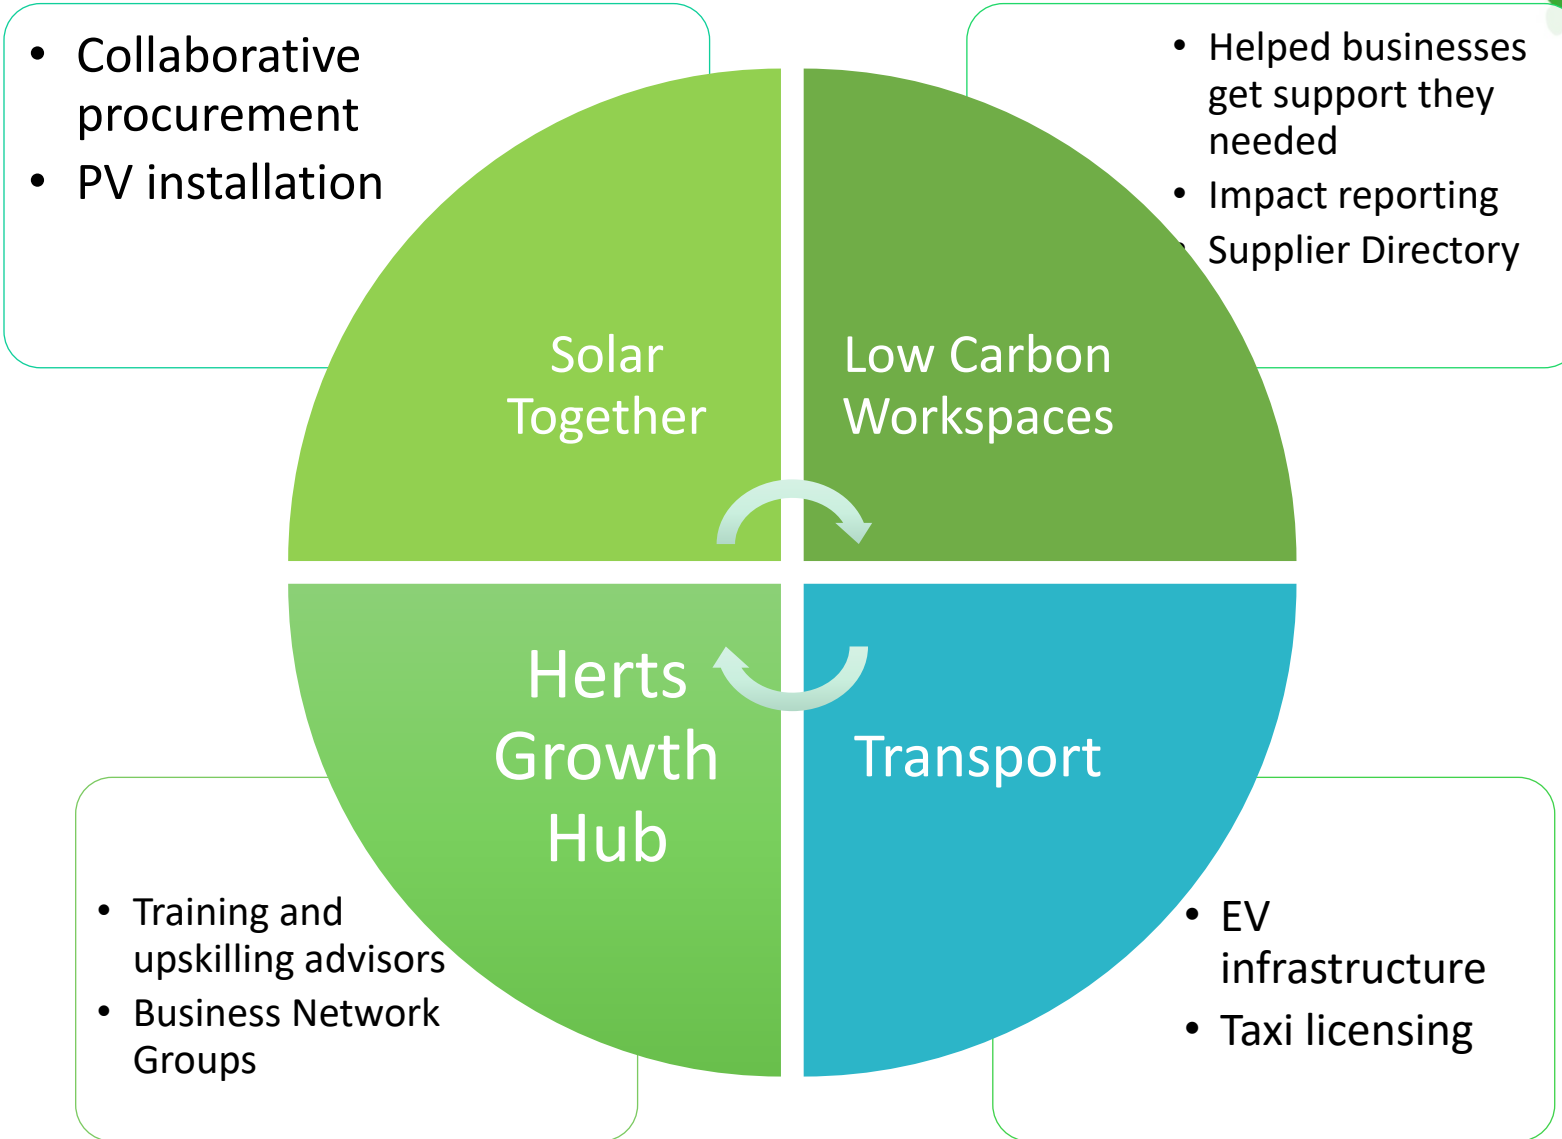 • Collaborative
procurement
• PV installation
• Helped businesses
get support they
needed
• Impact reporting
• Supplier Directory
Solar
Together
Low Carbon
Workspaces
Herts
Growth
Hub
Transport
• Training and
upskilling advisors
• Business Network
Groups
• EV
infrastructure
• Taxi licensing